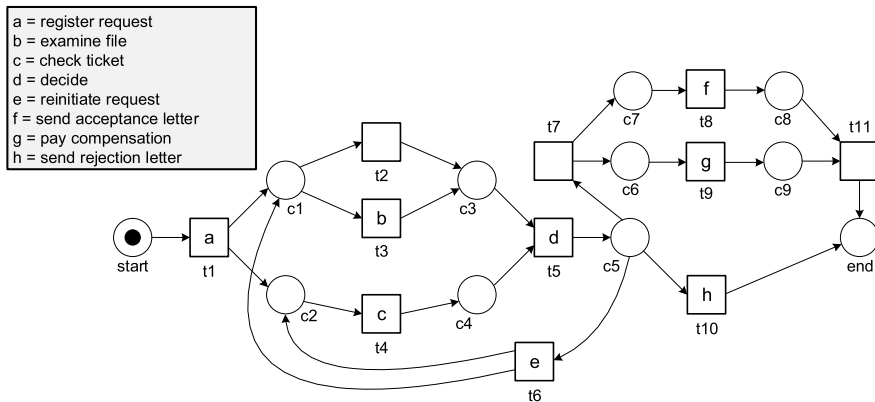 a = register request
b = examine file
c = check ticket
d = decide
e = reinitiate request
f = send acceptance letter
g = pay compensation
h = send rejection letter
start
a
t1
c1
c2
t2
b
t3
c
t4
c3
c4
d
t5
e
t6
c5
t7
c7
c6
f
t8
g
t9
h
t10
c8
c9
t11
end